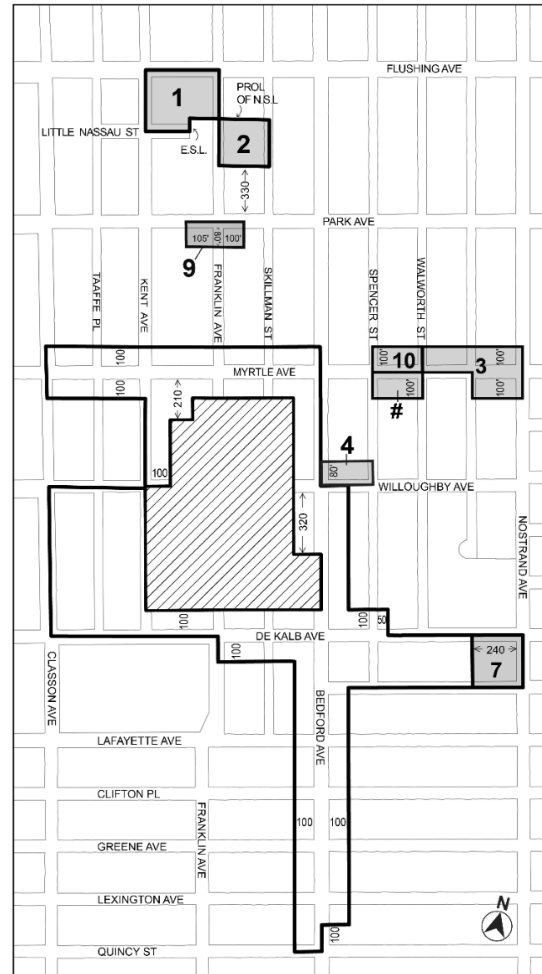 FLUSHING AVE
1
PROL
OF N.S.L
LITTLE NASSAU ST
E.S.L.
2
330
PARK AVE
105'
80'
100'
9
TAAFFE PL
KENT AVE
FRANKLIN AVE
SKILLMAN ST
SPENCER ST
WALWORTH ST
100
100'
10
100'
3
MYRTLE AVE
100
210
100'
100'
#
4
100
80'
WILLOUGHBY AVE
320
NOSTRAND AVE
100
100
50
DE KALB AVE
100
240
7
CLASSON AVE
BEDFORD AVE
LAFAYETTE AVE
CLIFTON PL
FRANKLIN AVE
100
100
GREENE AVE
LEXINGTON AVE
100
N
QUINCY ST